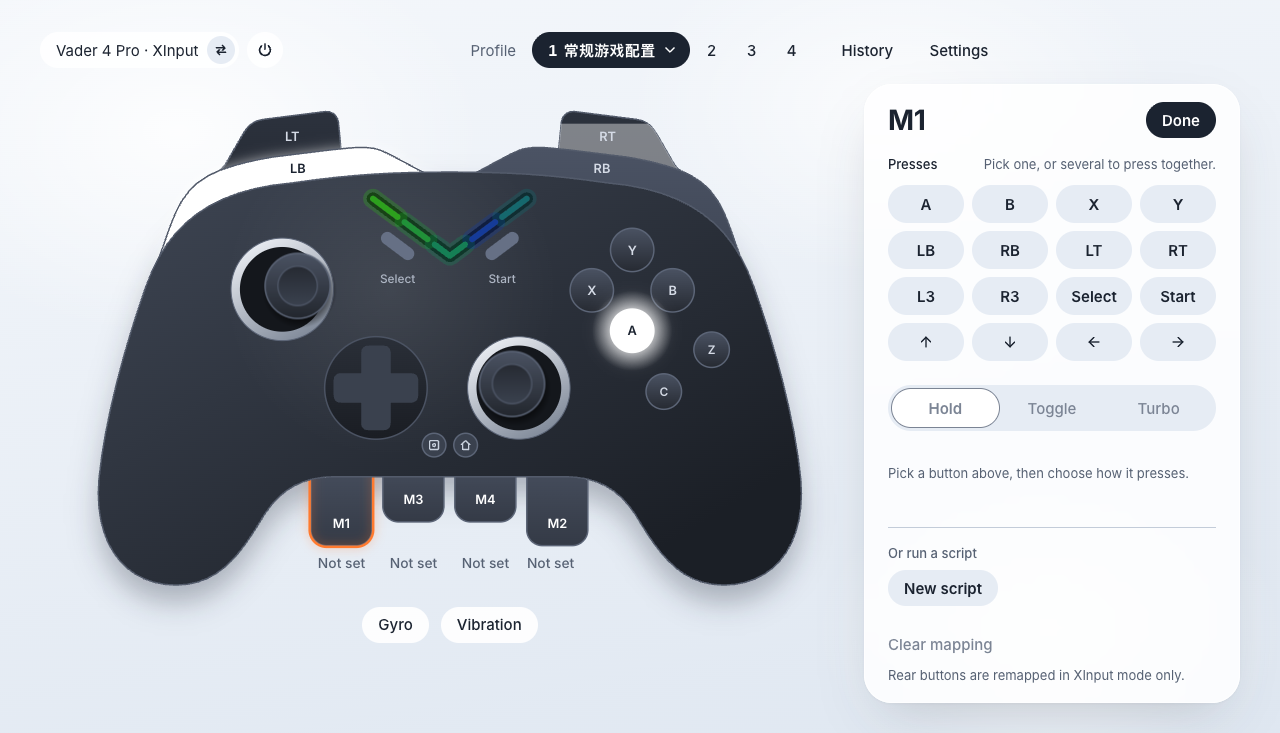 Vader 4 Pro · XInput
Profile
1 常规游戏配置
2
3
4
History
Settings
LT
RT
LB
RB
Select
Start
Y
X
B
A
Z
C
M1
M3
M4
M2
Not set
Not set
Not set
Not set
Gyro
Vibration
M1
Done
Presses
Pick one, or several to press together.
A
B
X
Y
LB
RB
LT
RT
L3
R3
Select
Start
↑
↓
←
→
Hold
Toggle
Turbo
Pick a button above, then choose how it presses.
Or run a script
New script
Clear mapping
Rear buttons are remapped in XInput mode only.